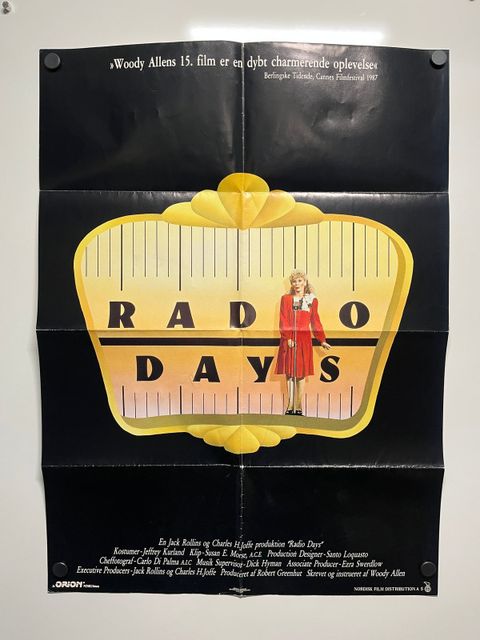 »Woody Allens 15. film er en dybt charmerende oplevelse«
Berlingske Tidende, Cannes Filmfestival 1987
RADIO
DAYS
En Jack Rollins og Charles H. Joffe produktion "Radio Days"
Kostumer-Jeffrey Kurland Klip-Susan E. Morse, A.C.E. Production Designer-Santo Loquasto
Cheffotograf-Carlo Di Palma A.I.C Musik Supervision-Dick Hyman Associate Producer-Ezra Swerdlow
Executive Producers-Jack Rollins og Charles H. Joffe Produceret af Robert Greenhut Skrevet og instrueret af Woody Allen
ORION
NORDISK FILM DISTRIBUTION A/S